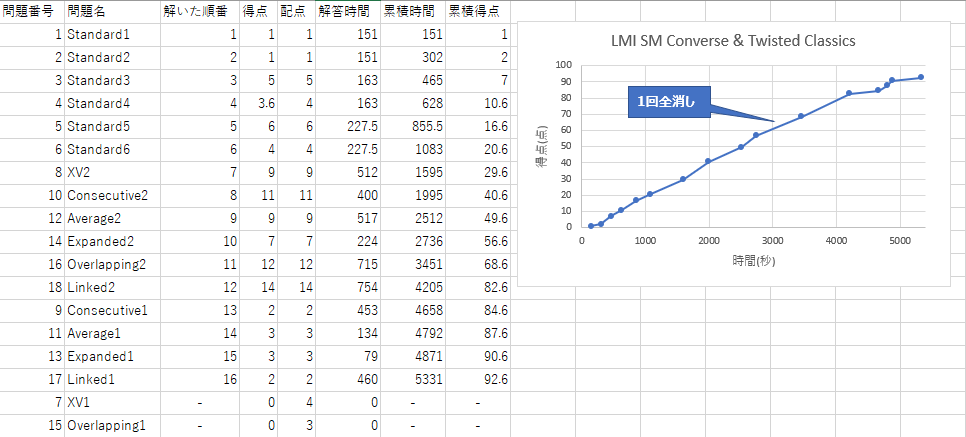 問題番号 問題名 解いた順番 得点 配点 解答時間 累積時間 累積得点
1 Standard1 1 1 1 151 151 1
2 Standard2 2 1 1 151 302 2
3 Standard3 3 5 5 163 465 7
4 Standard4 4 3.6 4 163 628 10.6
5 Standard5 5 6 6 227.5 855.5 16.6
6 Standard6 6 4 4 227.5 1083 20.6
8 XV2 7 9 9 512 1595 29.6
10 Consecutive2 8 11 11 400 1995 40.6
12 Average2 9 9 9 517 2512 49.6
14 Expanded2 10 7 7 224 2736 56.6
16 Overlapping2 11 12 12 715 3451 68.6
18 Linked2 12 14 14 754 4205 82.6
9 Consecutive1 13 2 2 453 4658 84.6
11 Average1 14 3 3 134 4792 87.6
13 Expanded1 15 3 3 79 4871 90.6
17 Linked1 16 2 2 460 5331 92.6
7 XV1 - 0 4 0 - -
15 Overlapping1 - 0 3 0 - -
LMI SM Converse & Twisted Classics
100
90
80
70
60
50
40
30
20
10
0
得点(点)
1回全消し
0 1000 2000 3000 4000 5000
時間(秒)